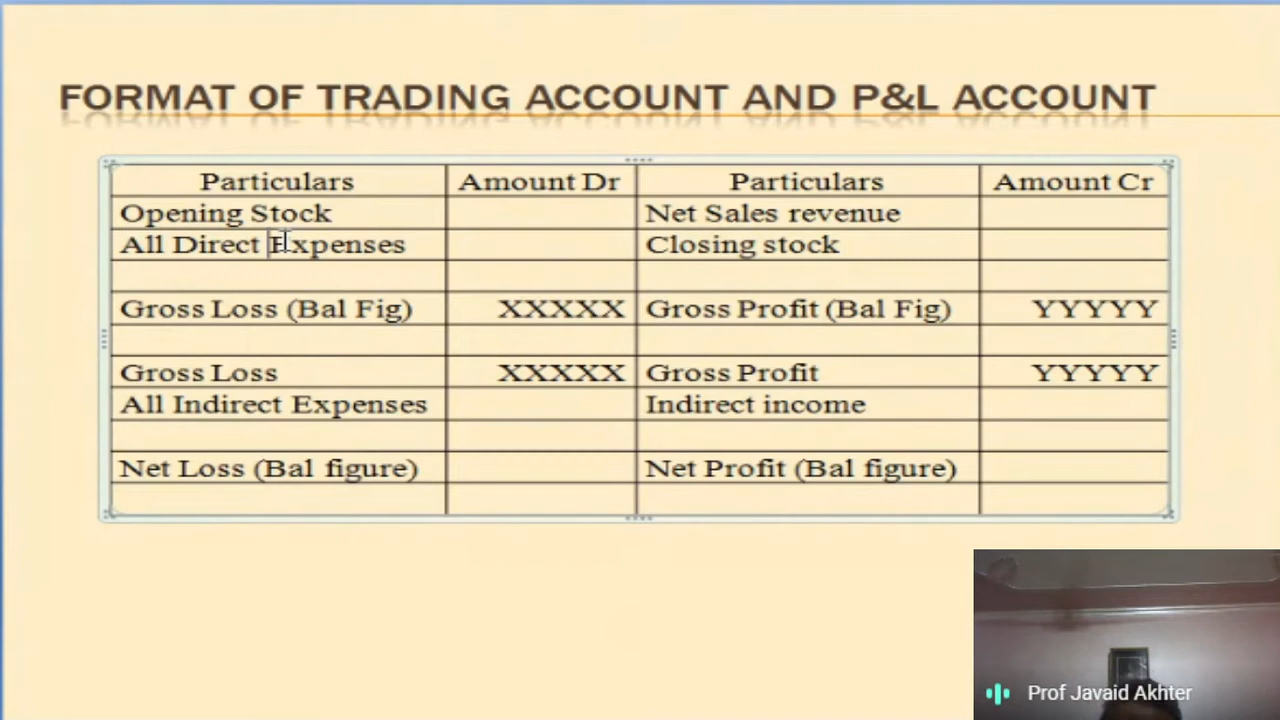 FORMAT OF TRADING ACCOUNT AND P&L ACCOUNT
Particulars Amount Dr Particulars Amount Cr
Opening Stock Net Sales revenue
All Direct Expenses Closing stock
Gross Loss (Bal Fig) XXXXX Gross Profit (Bal Fig) YYYYY
Gross Loss XXXXX Gross Profit YYYYY
All Indirect Expenses Indirect income
Net Loss (Bal figure) Net Profit (Bal figure)
Prof Javaid Akhter